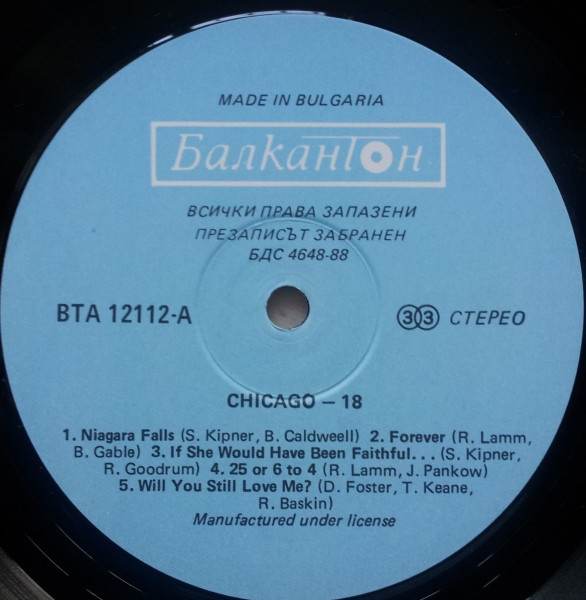 MADE IN BULGARIA
Балкантон
ВСИЧКИ ПРАВА ЗАПАЗЕНИ
ПРЕЗАПИСЪТ ЗАБРАНЕН
БДС 4648-88
ВТА 12112-А
33 СТЕРЕО
CHICAGO – 18
1. Niagara Falls (S. Kipner, B. Caldweell) 2. Forever (R. Lamm,
B. Gable) 3. If She Would Have Been Faithful... (S. Kipner,
R. Goodrum) 4. 25 or 6 to 4 (R. Lamm, J. Pankow)
5. Will You Still Love Me? (D. Foster, T. Keane,
R. Baskin)
Manufactured under license